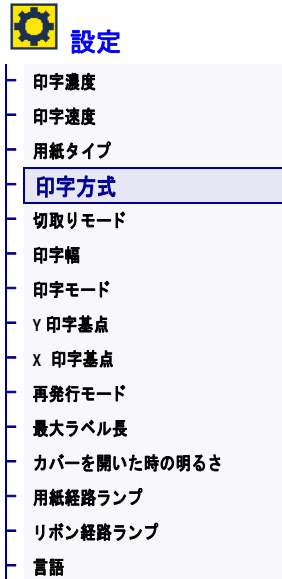 設定
印字濃度
印字速度
用紙タイプ
印字方式
切取りモード
印字幅
印字モード
Y 印字基点
X 印字基点
再発行モード
最大ラベル長
カバーを開いた時の明るさ
用紙経路ランプ
リボン経路ランプ
言語